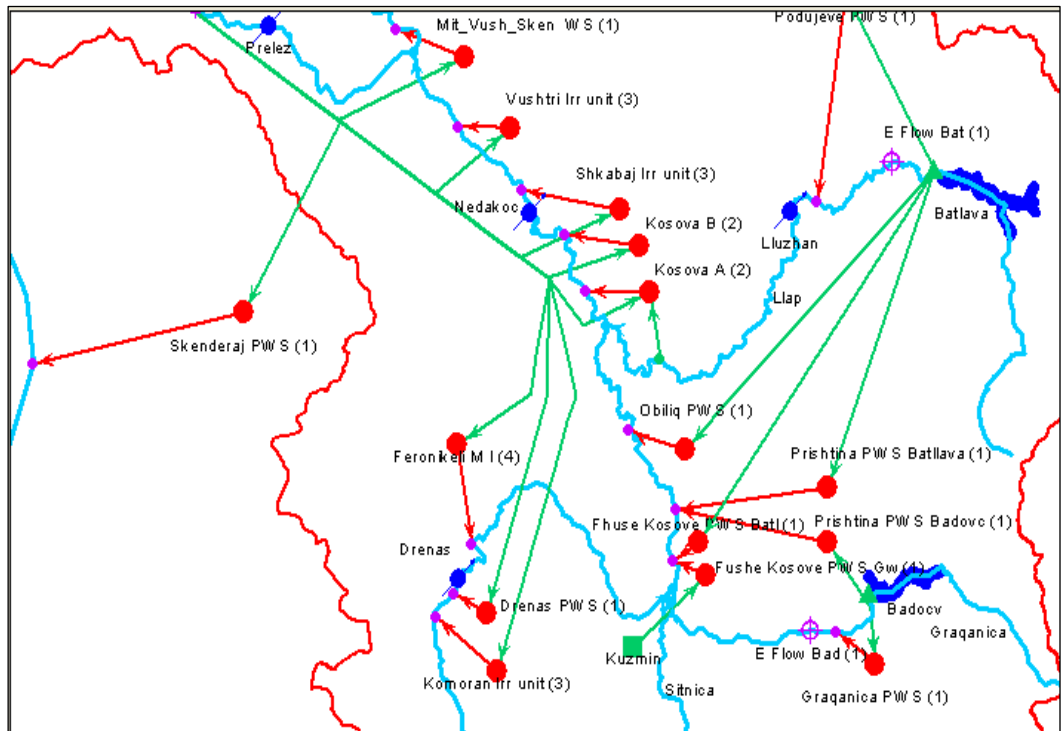 Mit_Vush_Sken WS (1)
Podujeve PWS (1)
Prelez
Vushtri Irr unit (3)
E Flow Bat (1)
Shkabaj Irr unit (3)
Nedakoc
Kosova B (2)
Batlava
Lluzhan
Kosova A (2)
Llap
Skenderaj PWS (1)
Obiliq PWS (1)
Feronikeli M I (4)
Prishtina PWS Batllava (1)
Fhuse Kosove PWS Batl (1)
Prishtina PWS Badovc (1)
Drenas
Fushe Kosove PWS Gw (1)
Drenas PWS (1)
Badocv
Graqanica
Kuzmin
E Flow Bad (1)
Komoran Irr unit (3)
Sitnica
Graqanica PWS (1)